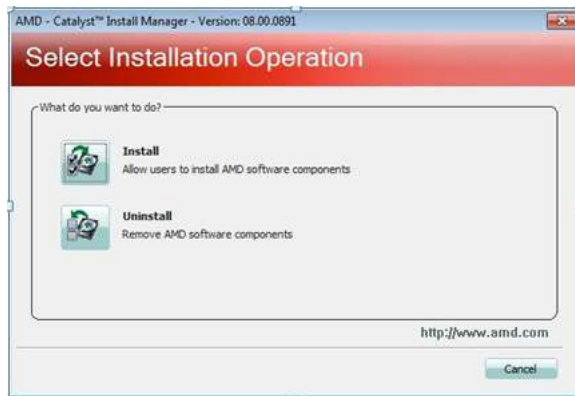 AMD - Catalyst™ Install Manager - Version: 08.00.0891
Select Installation Operation
What do you want to do?
Install
Allow users to install AMD software components
Uninstall
Remove AMD software components
http://www.amd.com
Cancel